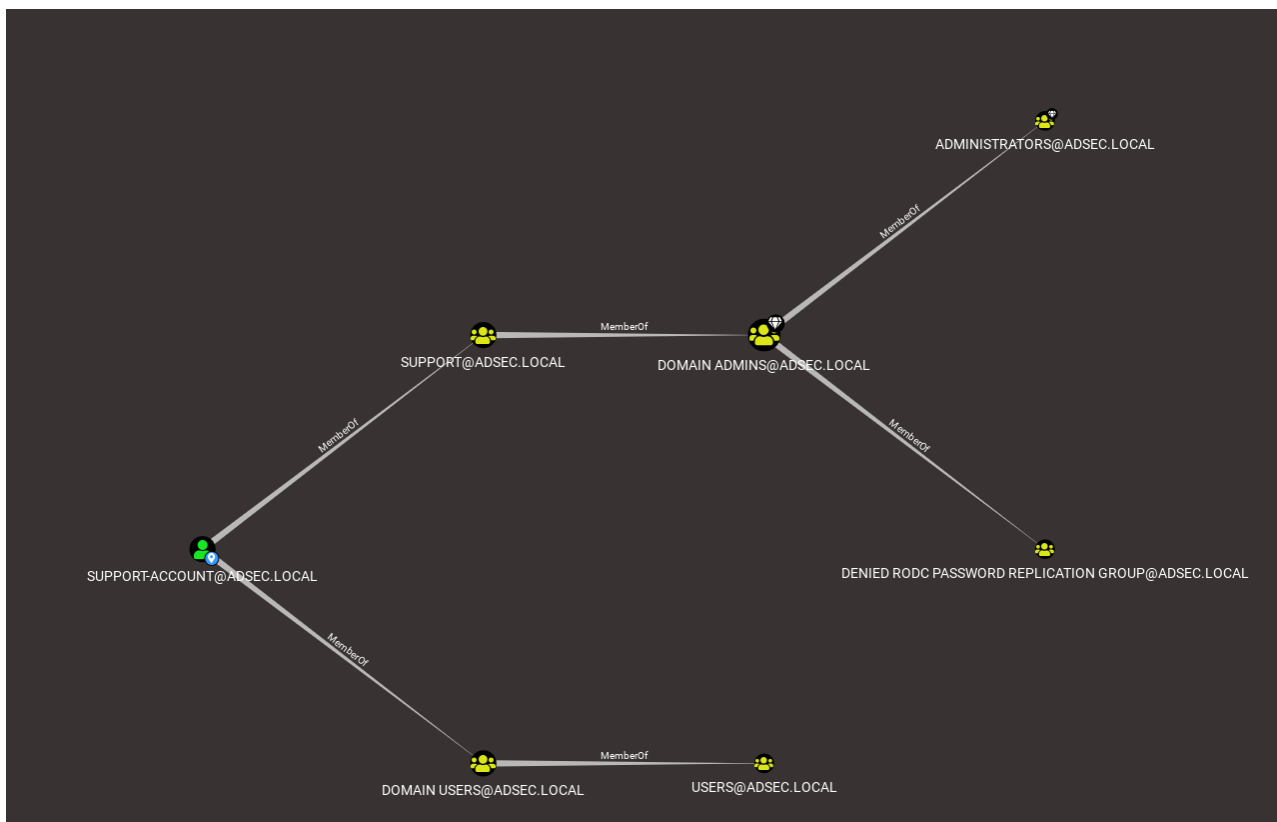 ADMINISTRATORS@ADSEC.LOCAL
MemberOf
MemberOf
SUPPORT@ADSEC.LOCAL
DOMAIN ADMINS@ADSEC.LOCAL
MemberOf
MemberOf
SUPPORT-ACCOUNT@ADSEC.LOCAL
DENIED RODC PASSWORD REPLICATION GROUP@ADSEC.LOCAL
MemberOf
MemberOf
DOMAIN USERS@ADSEC.LOCAL
USERS@ADSEC.LOCAL